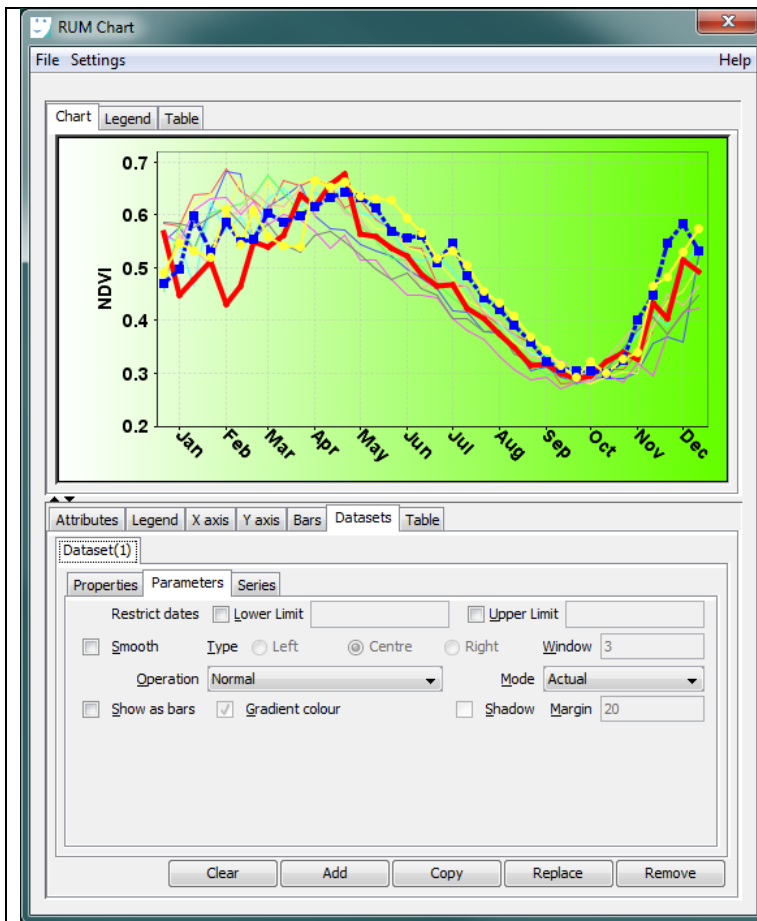 RUM Chart
File Settings Help
Chart Legend Table
0.7
0.6
0.5
0.4
0.3
0.2
NDVI
Jan Feb Mar Apr May Jun Jul Aug Sep Oct Nov Dec
Attributes Legend X axis Y axis Bars Datasets Table
Dataset(1)
Properties Parameters Series
Restrict dates Lower Limit Upper Limit
Smooth Type Left Centre Right Window 3
Operation Normal Mode Actual
Show as bars Gradient colour Shadow Margin 20
Clear Add Copy Replace Remove